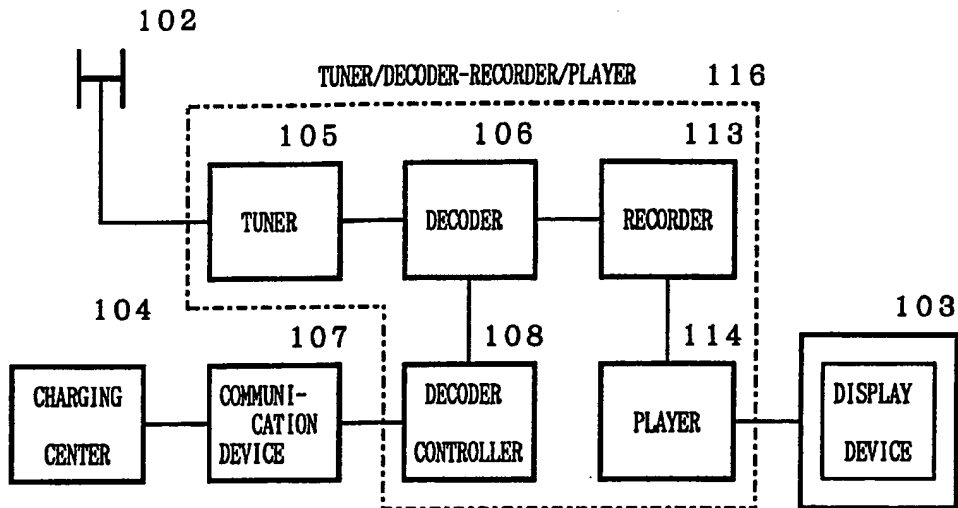 102
TUNER/DECODER-RECORDER/PLAYER
116
105
106
113
TUNER
DECODER
RECORDER
104
107
108
114
103
CHARGING
CENTER
COMMUNI-
CATION
DEVICE
DECODER
CONTROLLER
PLAYER
DISPLAY
DEVICE